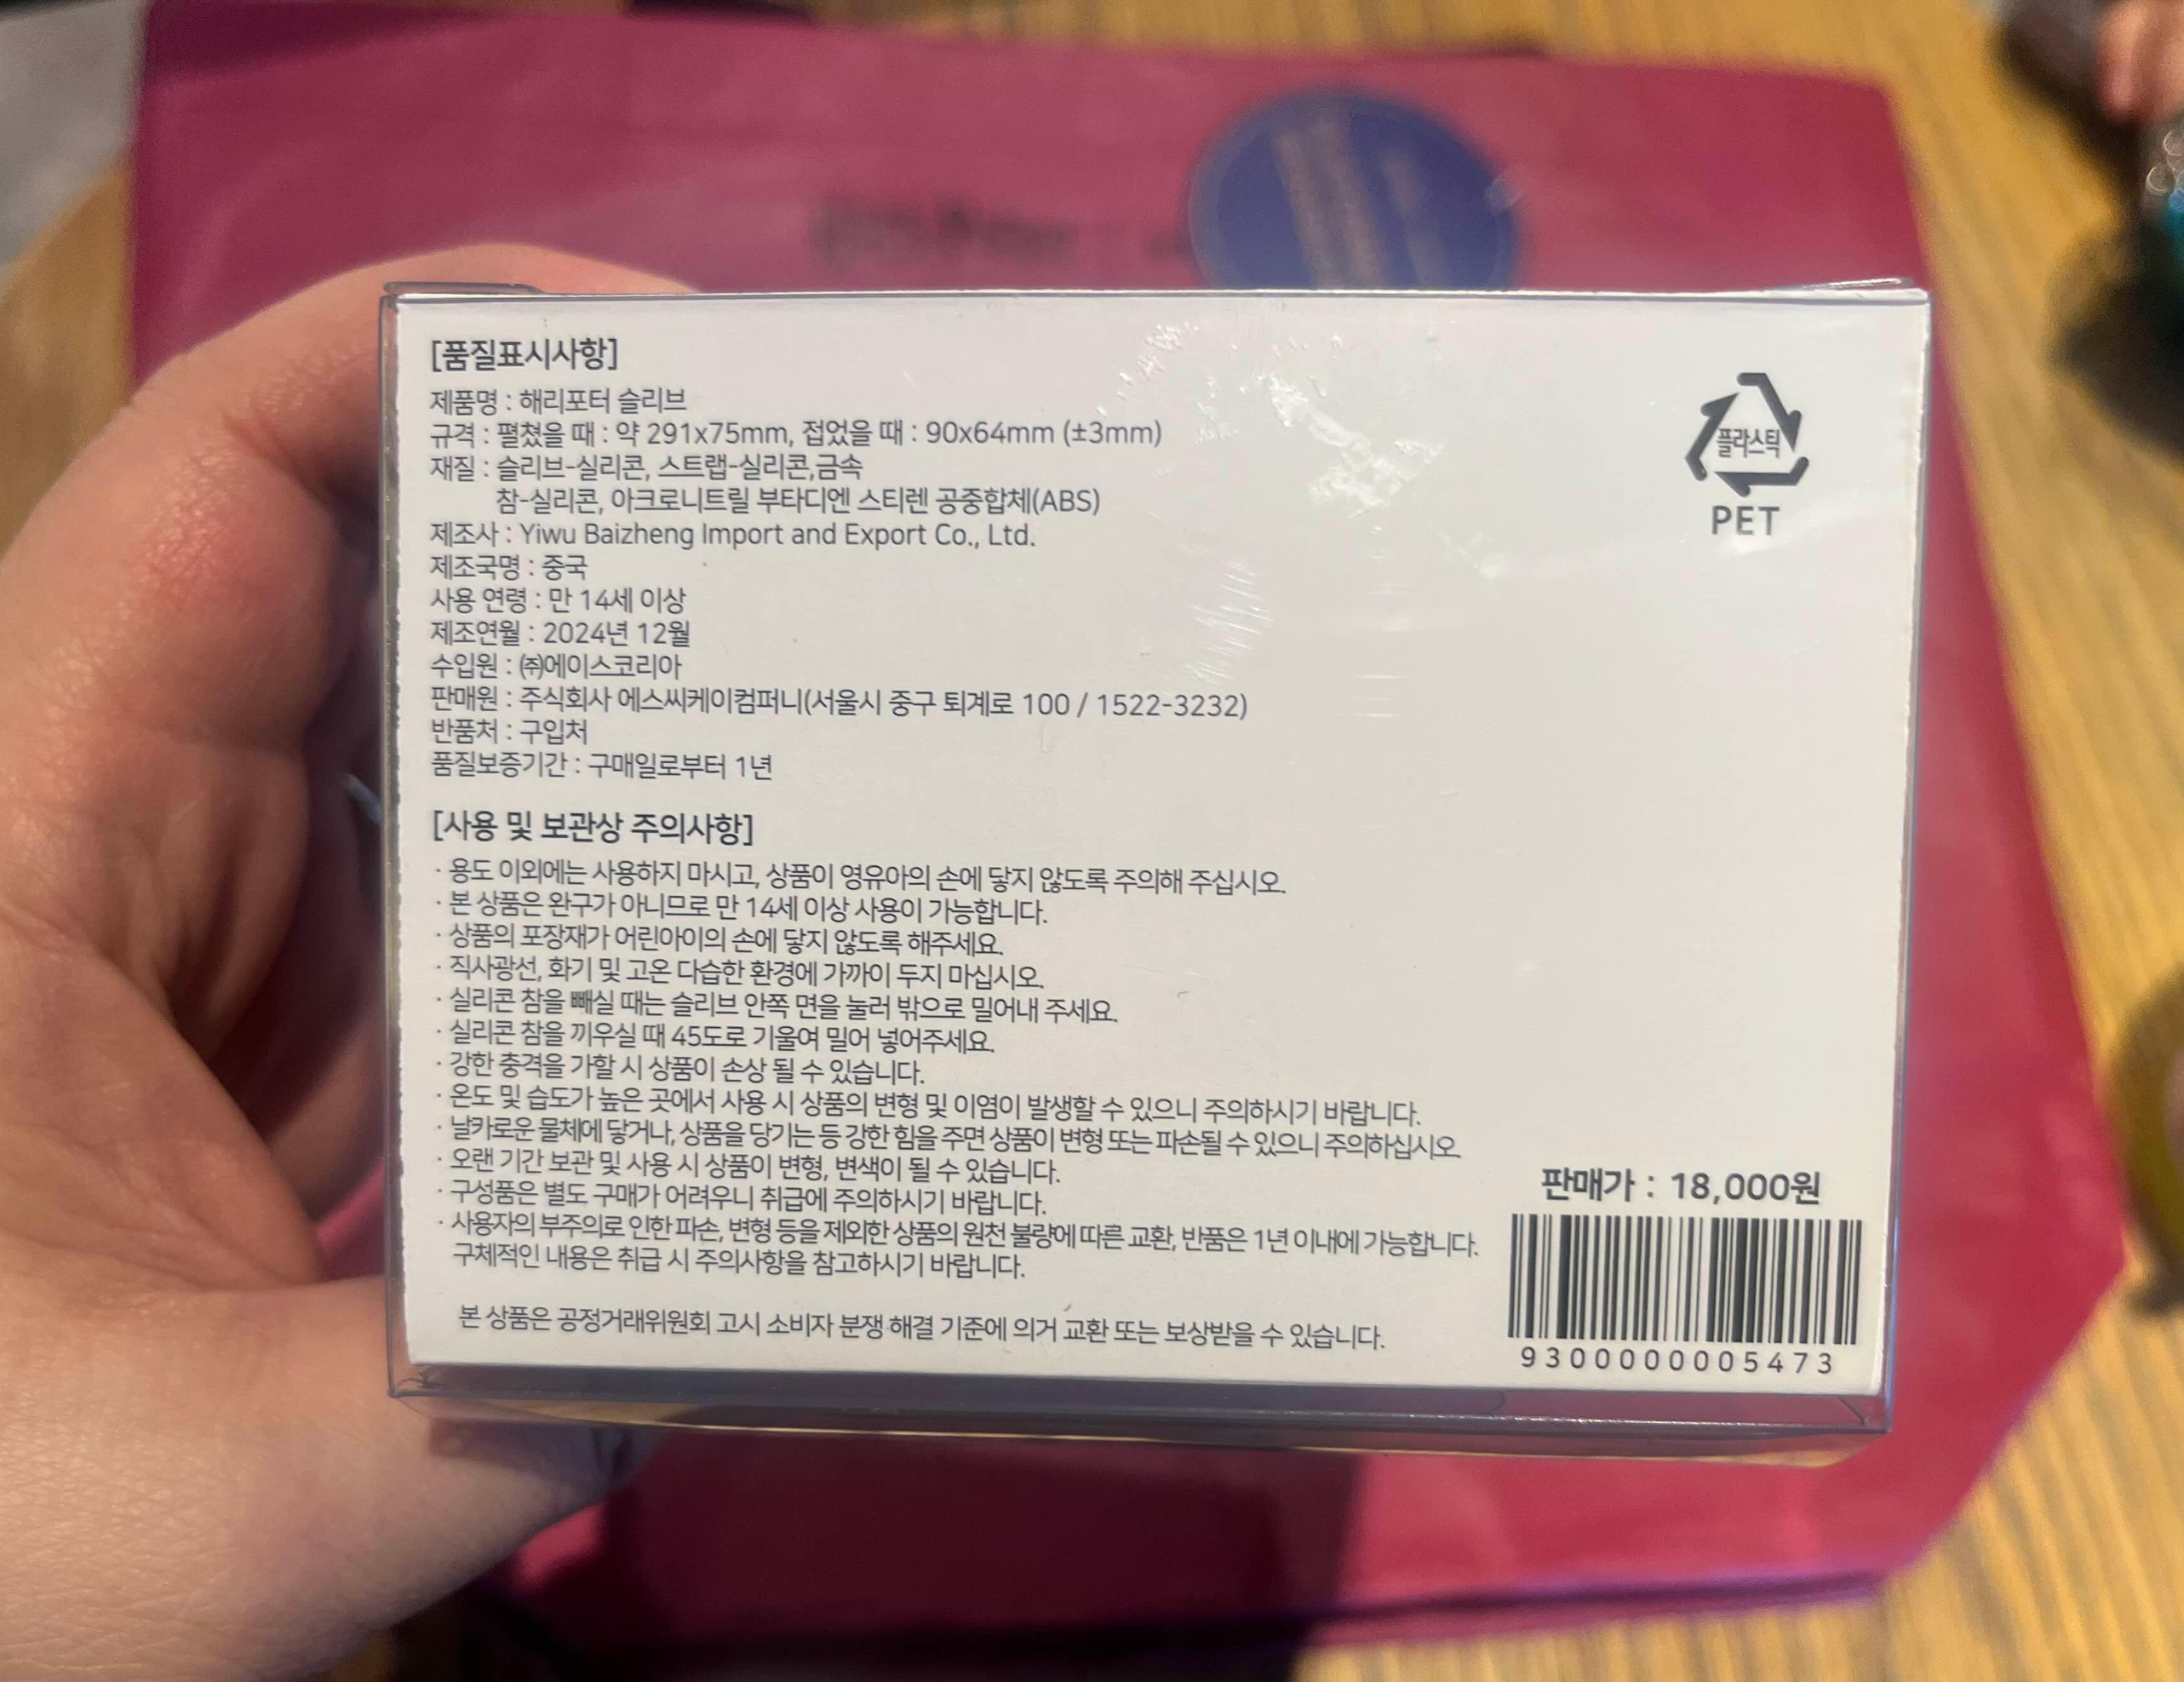 [품질표시사항]
제품명 : 해리포터 슬리브
규격 : 펼쳤을 때 : 약 291x75mm, 접었을 때 : 90x64mm (±3mm)
재질 : 슬리브-실리콘, 스트랩-실리콘,금속
참-실리콘, 아크로니트릴 부타디엔 스티렌 공중합체(ABS)
제조사 : Yiwu Baizheng Import and Export Co., Ltd.
제조국명 : 중국
사용 연령 : 만 14세 이상
제조연월 : 2024년 12월
수입원 : ㈜에이스코리아
판매원 : 주식회사 에스씨케이컴퍼니(서울시 중구 퇴계로 100 / 1522-3232)
반품처 : 구입처
품질보증기간 : 구매일로부터 1년
플라스틱
PET
[사용 및 보관상 주의사항]
· 용도 이외에는 사용하지 마시고, 상품이 영유아의 손에 닿지 않도록 주의해 주십시오.
· 본 상품은 완구가 아니므로 만 14세 이상 사용이 가능합니다.
· 상품의 포장재가 어린아이의 손에 닿지 않도록 해주세요.
· 직사광선, 화기 및 고온 다습한 환경에 가까이 두지 마십시오.
· 실리콘 참을 빼실 때는 슬리브 안쪽 면을 눌러 밖으로 밀어내 주세요.
· 실리콘 참을 끼우실 때 45도로 기울여 밀어 넣어주세요.
· 강한 충격을 가할 시 상품이 손상 될 수 있습니다.
· 온도 및 습도가 높은 곳에서 사용 시 상품의 변형 및 이염이 발생할 수 있으니 주의하시기 바랍니다.
· 날카로운 물체에 닿거나, 상품을 당기는 등 강한 힘을 주면 상품이 변형 또는 파손될 수 있으니 주의하십시오.
· 오랜 기간 보관 및 사용 시 상품이 변형, 변색이 될 수 있습니다.
· 구성품은 별도 구매가 어려우니 취급에 주의하시기 바랍니다.
· 사용자의 부주의로 인한 파손, 변형 등을 제외한 상품의 원천 불량에 따른 교환, 반품은 1년 이내에 가능합니다.
구체적인 내용은 취급 시 주의사항을 참고하시기 바랍니다.
본 상품은 공정거래위원회 고시 소비자 분쟁 해결 기준에 의거 교환 또는 보상받을 수 있습니다.
판매가 : 18,000원
9300000005473